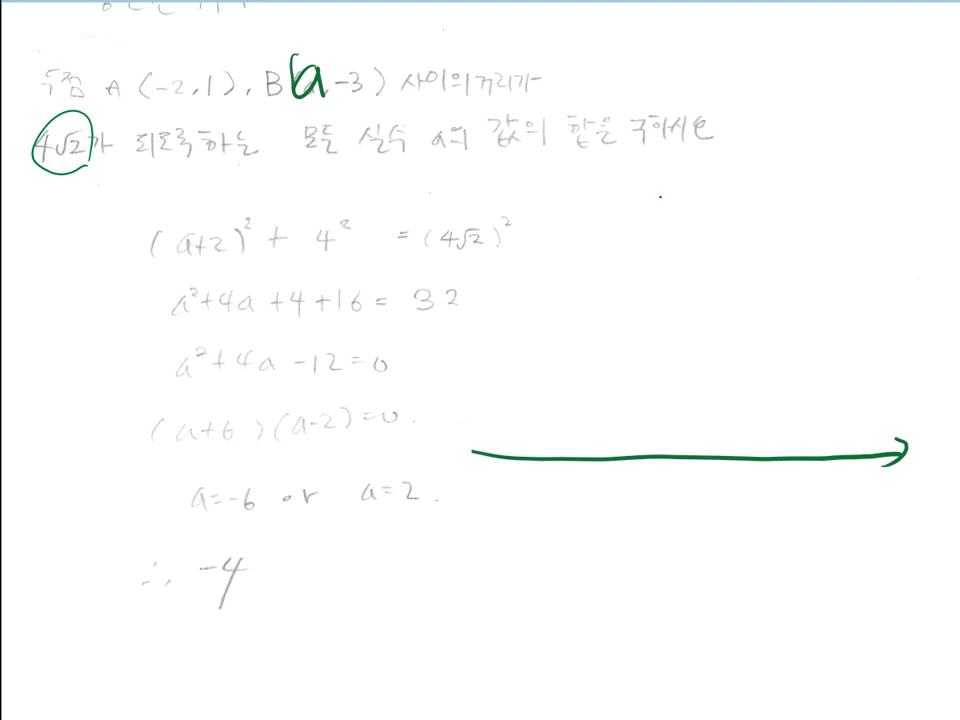 두점 A (-2,1), B(a -3) 사이의 거리가
4√2가 되도록 하는 모든 실수 a의 값의 합은 구하시오
(a+2)² + 4² = (4√2)²
a²+4a+4+16 = 32
a²+4a-12=0
(a+6)(a-2)=0.
a=-6 or a=2.
∴ -4